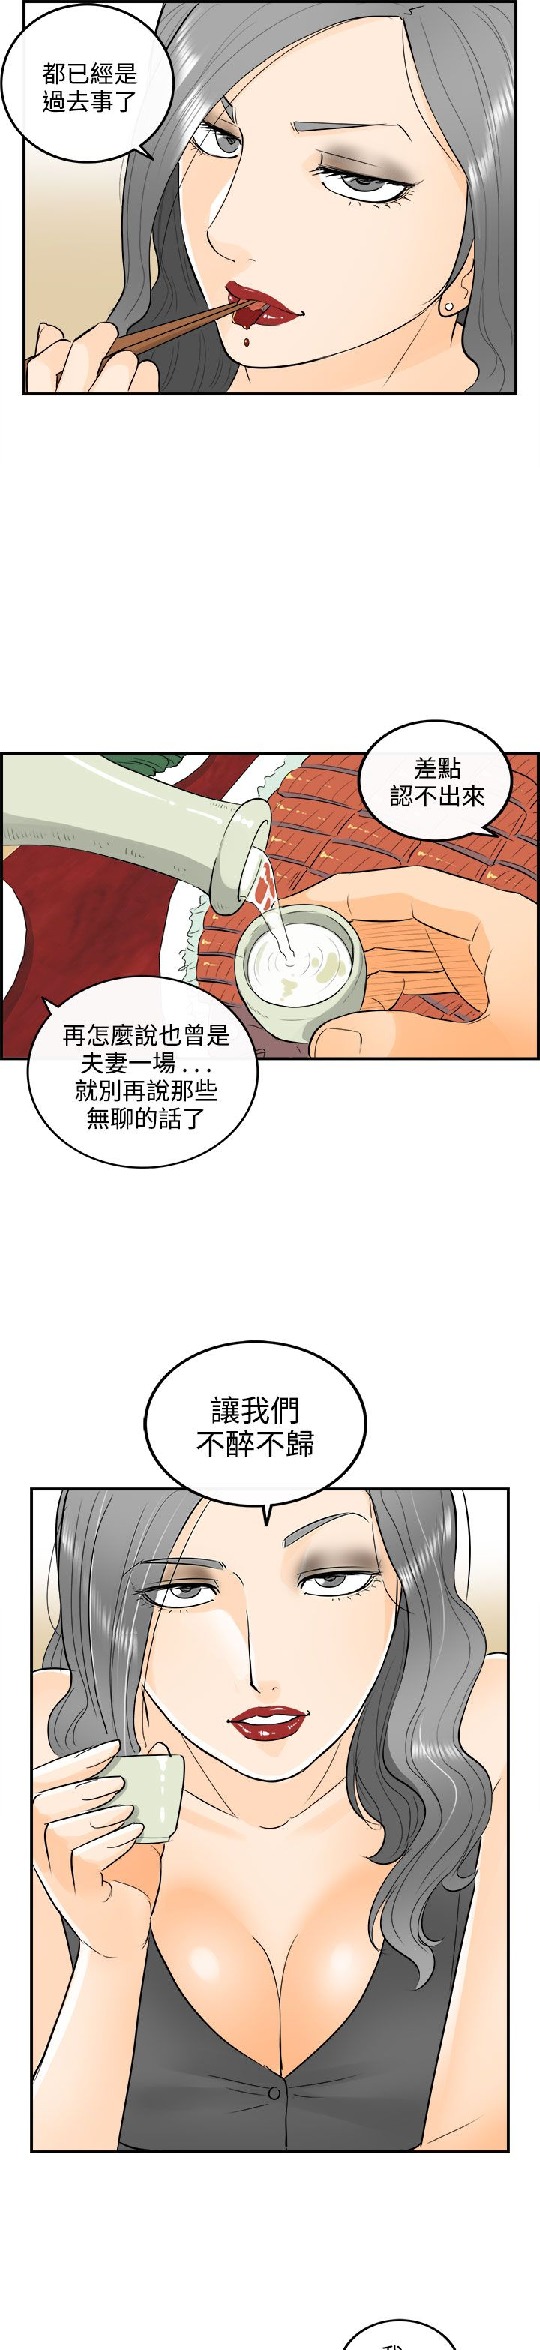 都已經是
過去事了
差點
認不出來
再怎麼說也曾是
夫妻一場...
就別再說那些
無聊的話了
讓我們
不醉不歸